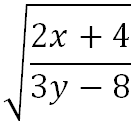 √((2x + 4)/(3y − 8))